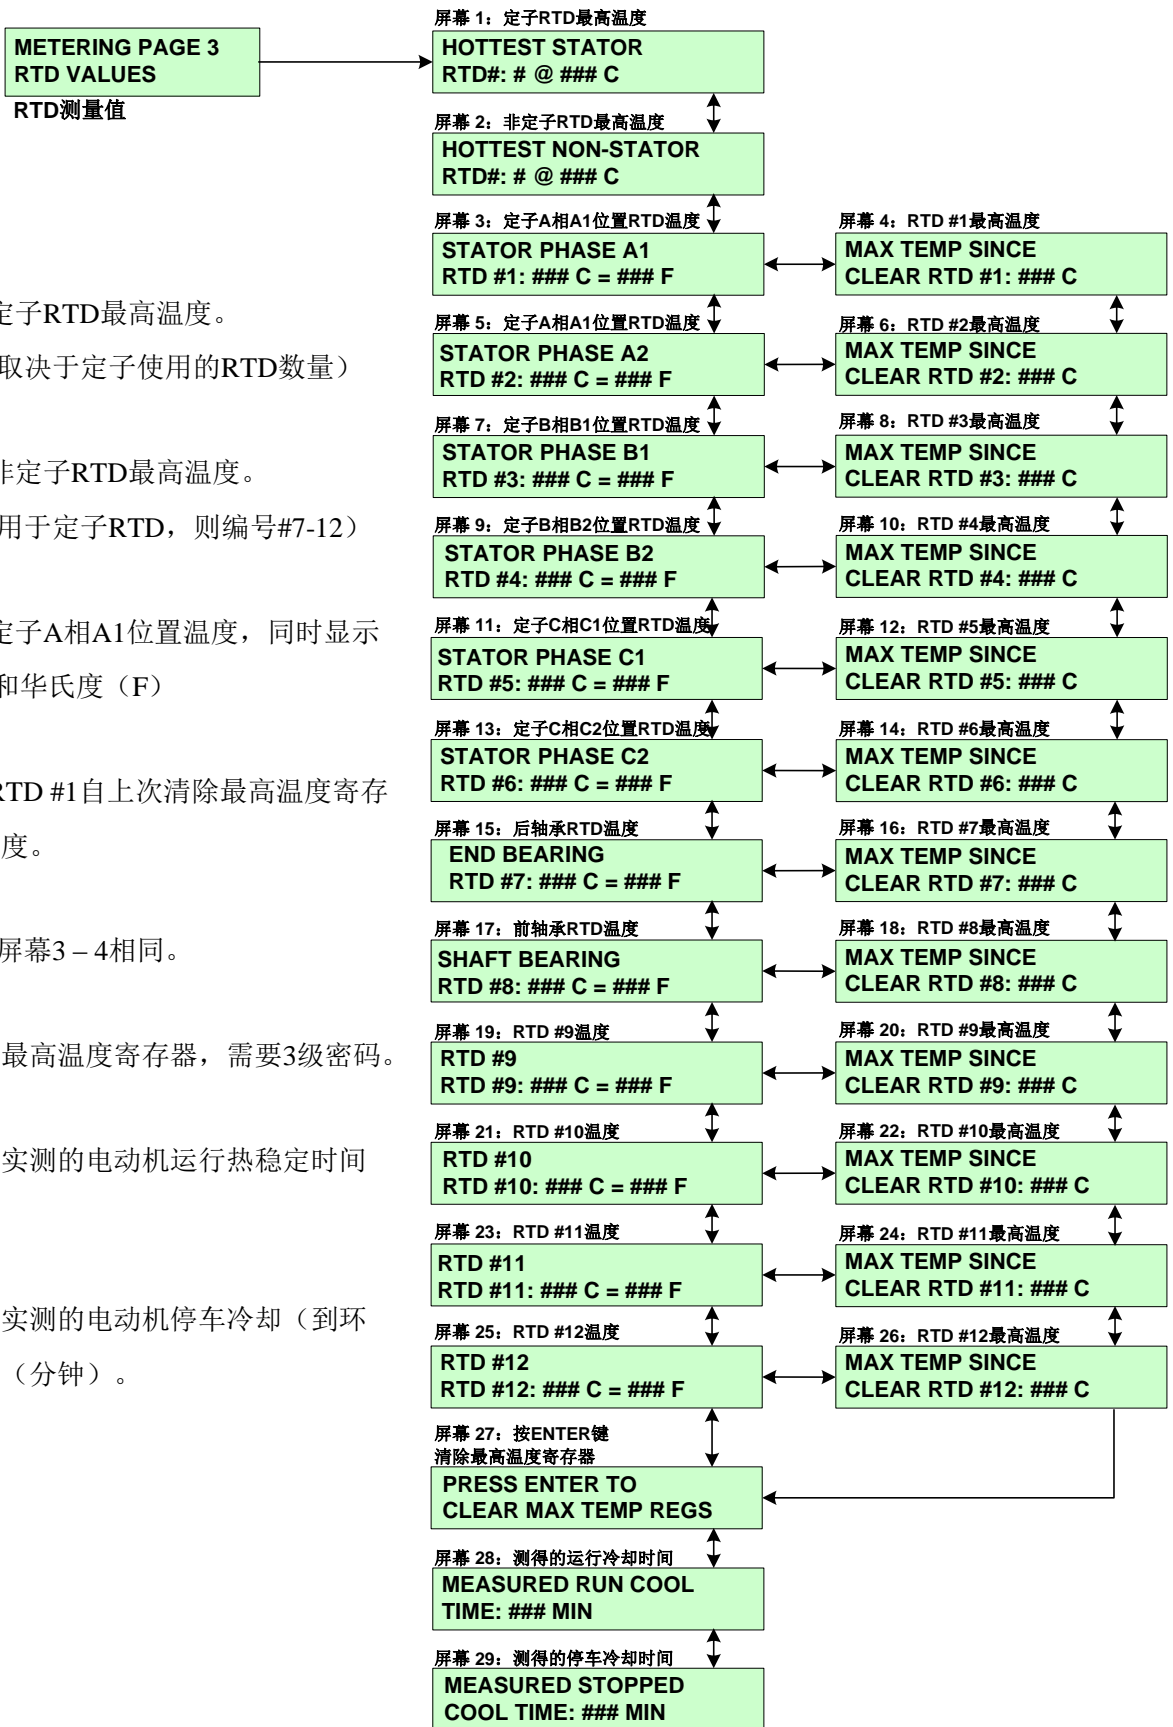 METERING PAGE 3
RTD VALUES
RTD测量值
定子RTD最高温度。
取决于定子使用的RTD数量）
非定子RTD最高温度。
用于定子RTD，则编号#7-12）
定子A相A1位置温度，同时显示
和华氏度（F）
RTD #1自上次清除最高温度寄存
度。
屏幕3 – 4相同。
最高温度寄存器，需要3级密码。
实测的电动机运行热稳定时间
实测的电动机停车冷却（到环
（分钟）。
屏幕 1：定子RTD最高温度
HOTTEST STATOR
RTD#: # @ ### C
屏幕 2：非定子RTD最高温度
HOTTEST NON-STATOR
RTD#: # @ ### C
屏幕 3：定子A相A1位置RTD温度
STATOR PHASE A1
RTD #1: ### C = ### F
屏幕 4：RTD #1最高温度
MAX TEMP SINCE
CLEAR RTD #1: ### C
屏幕 5：定子A相A1位置RTD温度
STATOR PHASE A2
RTD #2: ### C = ### F
屏幕 6：RTD #2最高温度
MAX TEMP SINCE
CLEAR RTD #2: ### C
屏幕 7：定子B相B1位置RTD温度
STATOR PHASE B1
RTD #3: ### C = ### F
屏幕 8：RTD #3最高温度
MAX TEMP SINCE
CLEAR RTD #3: ### C
屏幕 9：定子B相B2位置RTD温度
STATOR PHASE B2
RTD #4: ### C = ### F
屏幕 10：RTD #4最高温度
MAX TEMP SINCE
CLEAR RTD #4: ### C
屏幕 11：定子C相C1位置RTD温度
STATOR PHASE C1
RTD #5: ### C = ### F
屏幕 12：RTD #5最高温度
MAX TEMP SINCE
CLEAR RTD #5: ### C
屏幕 13：定子C相C2位置RTD温度
STATOR PHASE C2
RTD #6: ### C = ### F
屏幕 14：RTD #6最高温度
MAX TEMP SINCE
CLEAR RTD #6: ### C
屏幕 15：后轴承RTD温度
END BEARING
RTD #7: ### C = ### F
屏幕 16：RTD #7最高温度
MAX TEMP SINCE
CLEAR RTD #7: ### C
屏幕 17：前轴承RTD温度
SHAFT BEARING
RTD #8: ### C = ### F
屏幕 18：RTD #8最高温度
MAX TEMP SINCE
CLEAR RTD #8: ### C
屏幕 19：RTD #9温度
RTD #9
RTD #9: ### C = ### F
屏幕 20：RTD #9最高温度
MAX TEMP SINCE
CLEAR RTD #9: ### C
屏幕 21：RTD #10温度
RTD #10
RTD #10: ### C = ### F
屏幕 22：RTD #10最高温度
MAX TEMP SINCE
CLEAR RTD #10: ### C
屏幕 23：RTD #11温度
RTD #11
RTD #11: ### C = ### F
屏幕 24：RTD #11最高温度
MAX TEMP SINCE
CLEAR RTD #11: ### C
屏幕 25：RTD #12温度
RTD #12
RTD #12: ### C = ### F
屏幕 26：RTD #12最高温度
MAX TEMP SINCE
CLEAR RTD #12: ### C
屏幕 27：按ENTER键
清除最高温度寄存器
PRESS ENTER TO
CLEAR MAX TEMP REGS
屏幕 28：测得的运行冷却时间
MEASURED RUN COOL
TIME: ### MIN
屏幕 29：测得的停车冷却时间
MEASURED STOPPED
COOL TIME: ### MIN